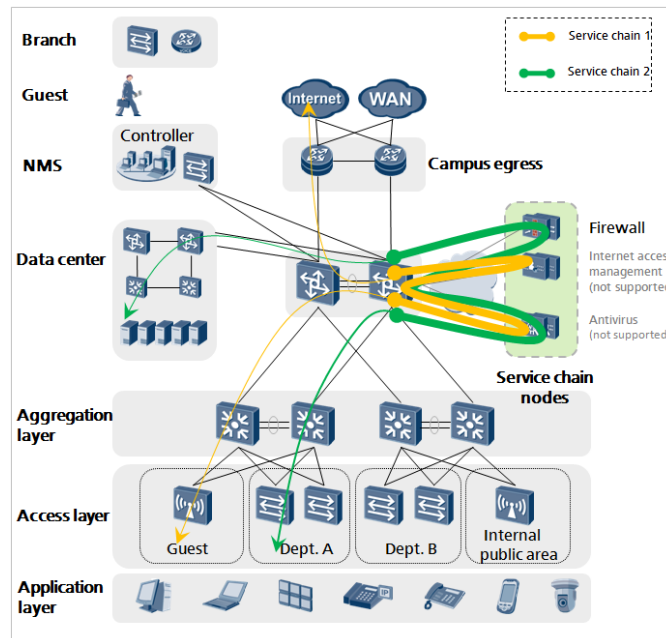 Branch
Service chain 1
Service chain 2
Guest
Internet
WAN
NMS
Controller
Campus egress
Data center
Firewall
Internet access
management
(not supported
Antivirus
(not supported)
Service chain
nodes
Aggregation
layer
Access layer
Guest
Dept. A
Dept. B
Internal
public area
Application
layer
IP